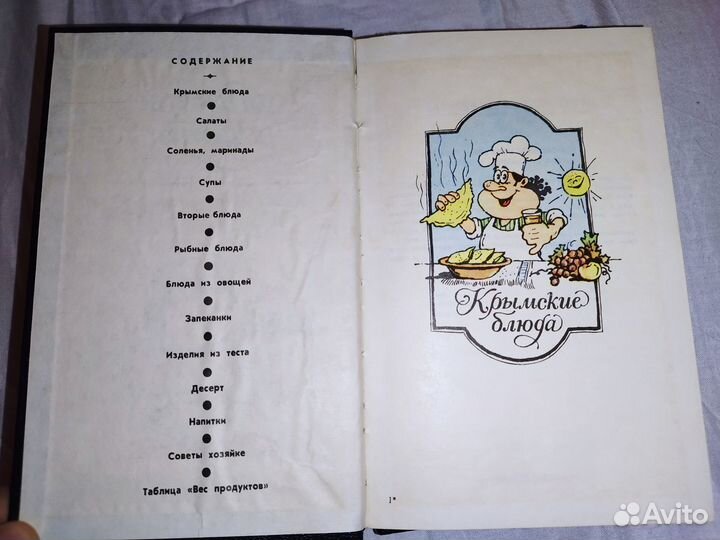 СОДЕРЖАНИЕ
Крымские блюда
Салаты
Соленья, маринады
Супы
Вторые блюда
Рыбные блюда
Блюда из овощей
Запеканки
Изделия из теста
Десерт
Напитки
Советы хозяйке
Таблица «Вес продуктов»
Крымские
блюда
1*
Avito